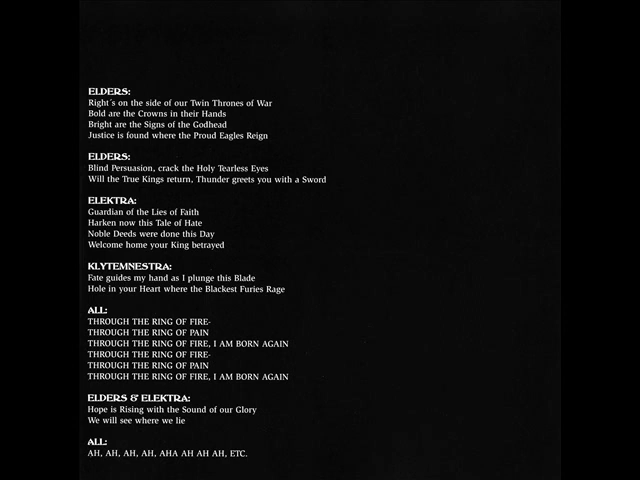 ELDERS:
Right´s on the side of our Twin Thrones of War
Bold are the Crowns in their Hands
Bright are the Signs of the Godhead
Justice is found where the Proud Eagles Reign
ELDERS:
Blind Persuasion, crack the Holy Tearless Eyes
Will the True Kings return, Thunder greets you with a Sword
ELEKTRA:
Guardian of the Lies of Faith
Harken now this Tale of Hate
Noble Deeds were done this Day
Welcome home your King betrayed
KLYTEMNESTRA:
Fate guides my hand as I plunge this Blade
Hole in your Heart where the Blackest Furies Rage
ALL:
THROUGH THE RING OF FIRE-
THROUGH THE RING OF PAIN
THROUGH THE RING OF FIRE, I AM BORN AGAIN
THROUGH THE RING OF FIRE-
THROUGH THE RING OF PAIN
THROUGH THE RING OF FIRE, I AM BORN AGAIN
ELDERS & ELEKTRA:
Hope is Rising with the Sound of our Glory
We will see where we lie
ALL:
AH, AH, AH, AH, AHA AH AH AH, ETC.